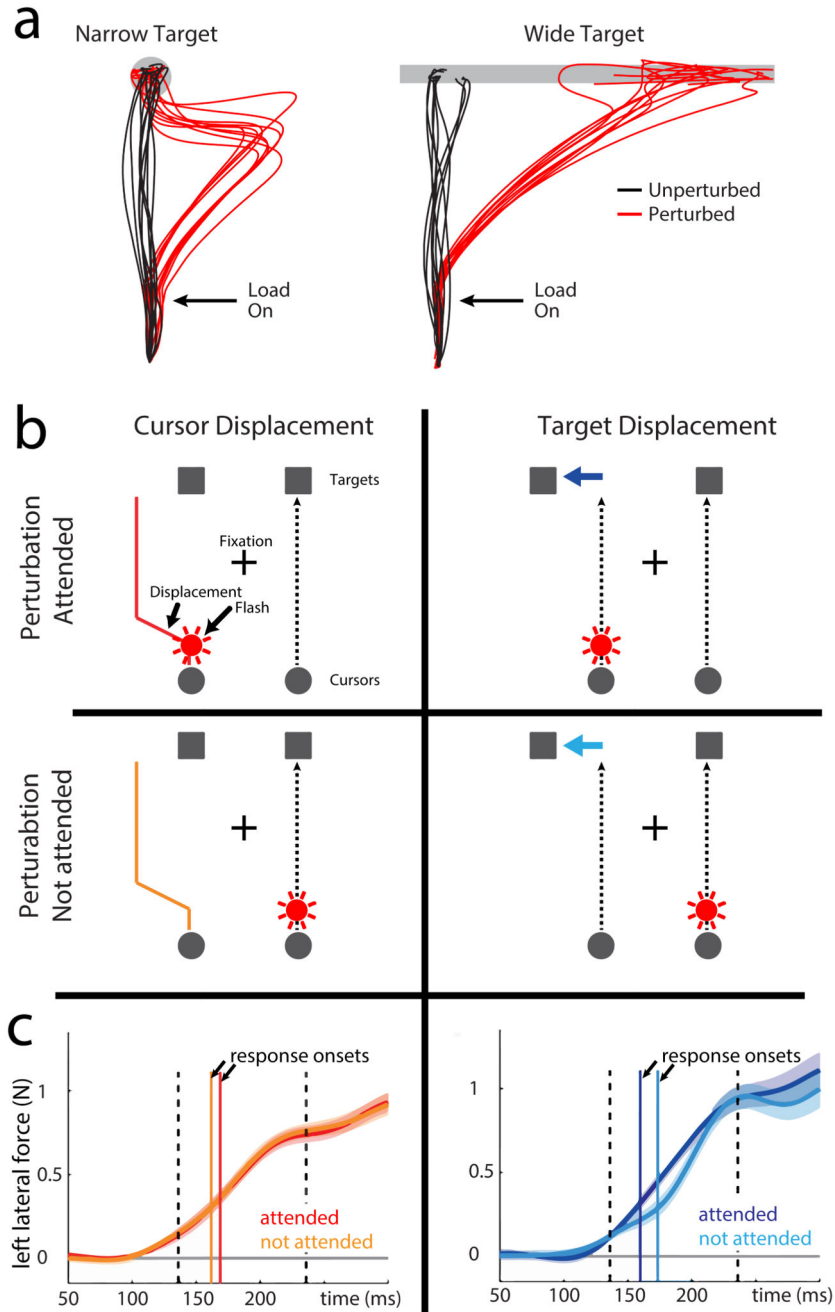 a
Narrow Target
Wide Target
Unperturbed
Perturbed
Load
On
Load
On
b
Cursor Displacement
Target Displacement
Perturbation
Attended
Targets
Fixation
Displacement
Flash
Cursors
Perturabtion
Not attended
c
left lateral force (N)
response onsets
1
0.5
0
attended
not attended
50
100
150
200
time (ms)
response onsets
1
0.5
0
attended
not attended
50
100
150
200
time (ms)